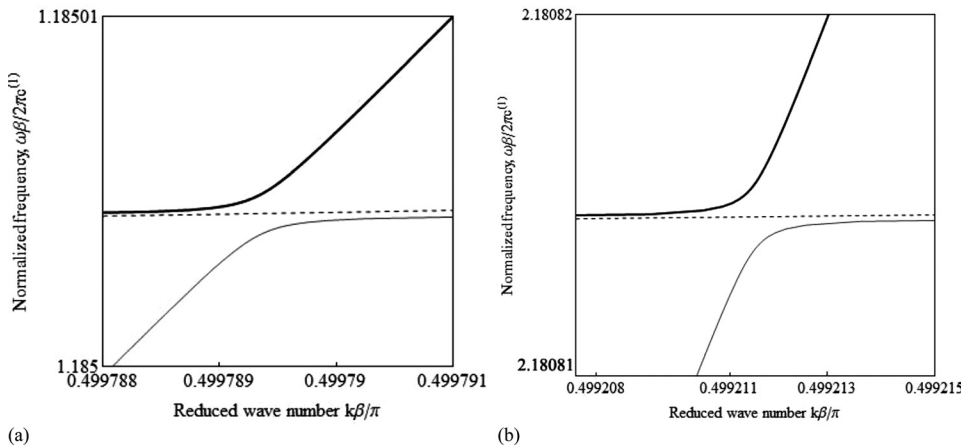 1.18501
Normalized frequency, ωβ/2πc⁽¹⁾
1.185
0.499788
0.499789
0.49979
0.499791
Reduced wave number kβ/π
(a)
2.18082
Normalized frequency, ωβ/2πc⁽¹⁾
2.18081
0.499208
0.499211
0.499213
0.499215
Reduced wave number kβ/π
(b)